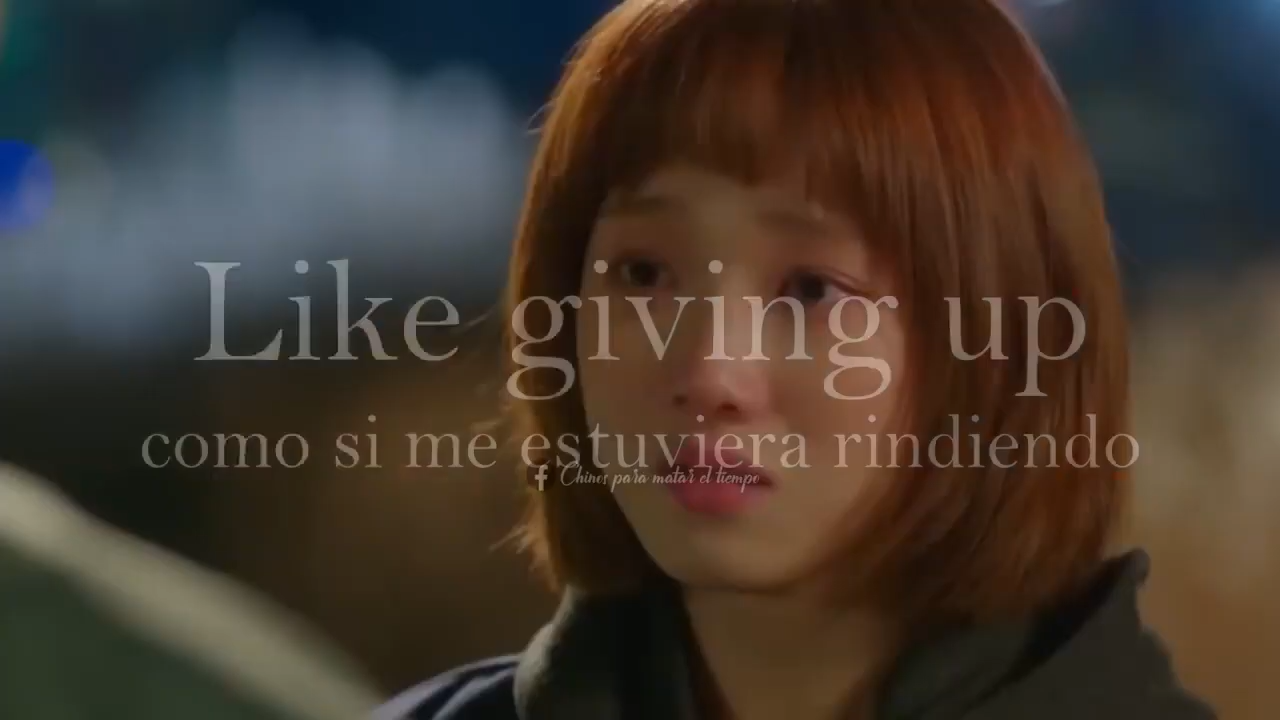 Like giving up
como si me estuviera rindiendo
f Chinos para matar el tiempo